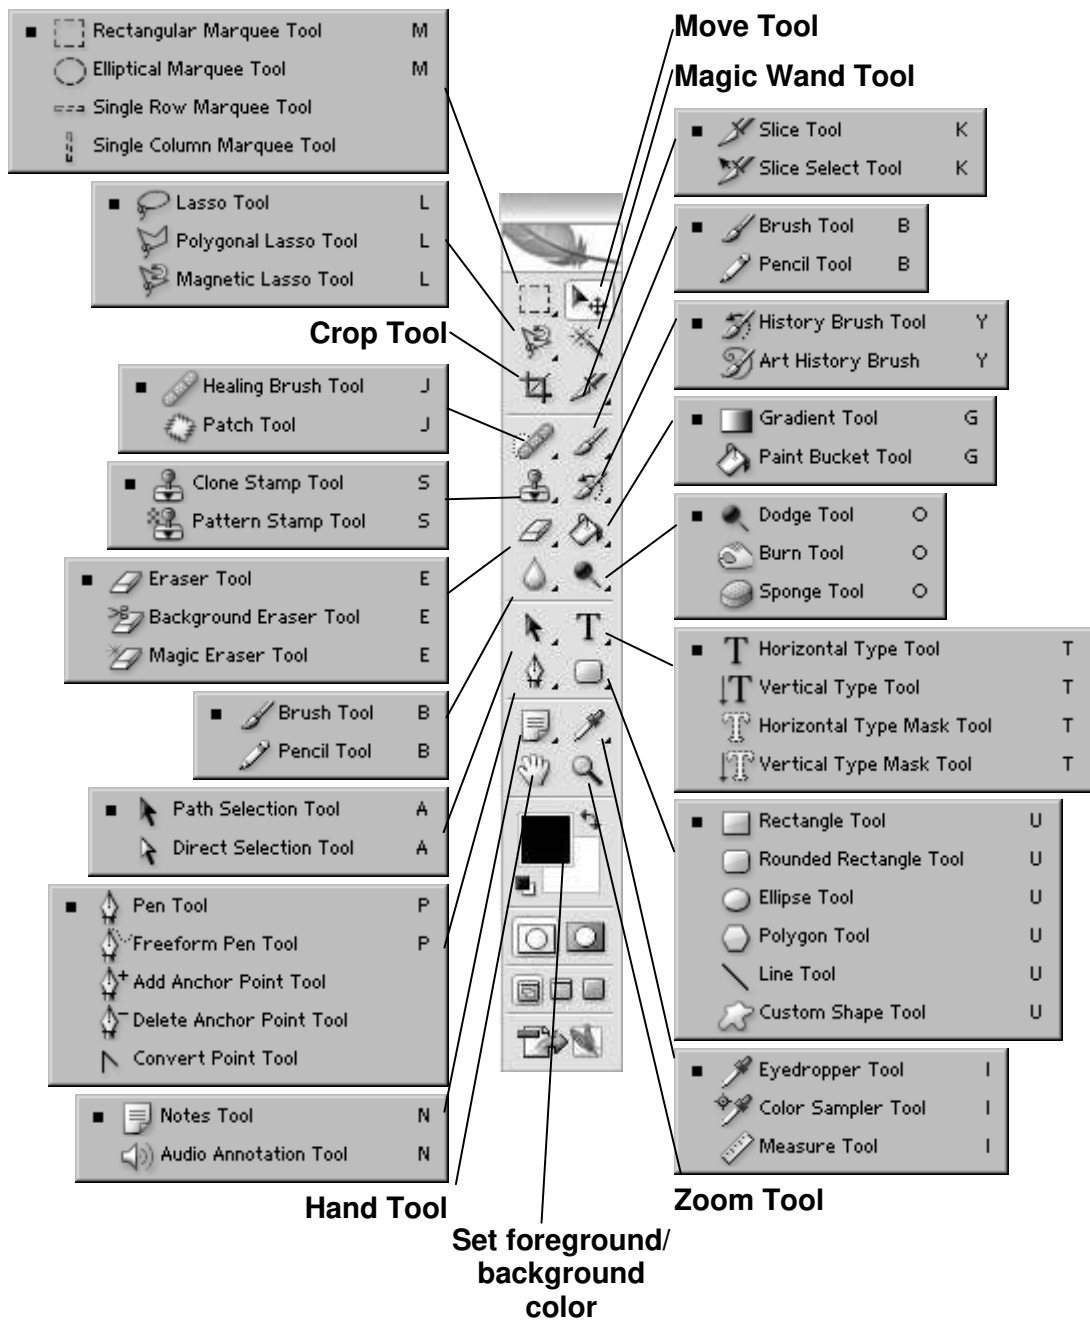 Rectangular Marquee Tool M
Elliptical Marquee Tool M
Single Row Marquee Tool
Single Column Marquee Tool
Lasso Tool L
Polygonal Lasso Tool L
Magnetic Lasso Tool L
Crop Tool
Healing Brush Tool J
Patch Tool J
Clone Stamp Tool S
Pattern Stamp Tool S
Eraser Tool E
Background Eraser Tool E
Magic Eraser Tool E
Brush Tool B
Pencil Tool B
Path Selection Tool A
Direct Selection Tool A
Pen Tool P
Freeform Pen Tool P
Add Anchor Point Tool
Delete Anchor Point Tool
Convert Point Tool
Notes Tool N
Audio Annotation Tool N
Hand Tool
Set foreground/
background
color
Move Tool
Magic Wand Tool
Slice Tool K
Slice Select Tool K
Brush Tool B
Pencil Tool B
History Brush Tool Y
Art History Brush Y
Gradient Tool G
Paint Bucket Tool G
Dodge Tool O
Burn Tool O
Sponge Tool O
T Horizontal Type Tool T
T Vertical Type Tool T
T Horizontal Type Mask Tool T
T Vertical Type Mask Tool T
Rectangle Tool U
Rounded Rectangle Tool U
Ellipse Tool U
Polygon Tool U
Line Tool U
Custom Shape Tool U
Eyedropper Tool I
Color Sampler Tool I
Measure Tool I
Zoom Tool
T